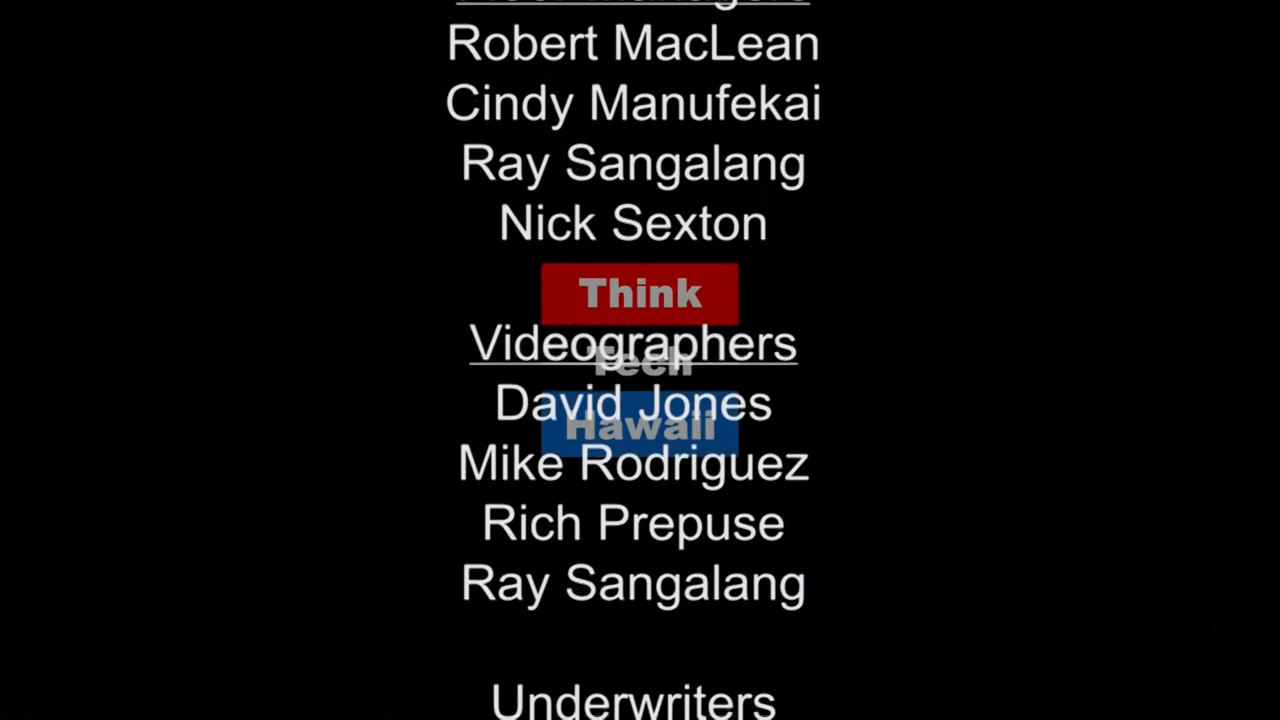 Robert MacLean
Cindy Manufekai
Ray Sangalang
Nick Sexton
Think
Videographers
Tech
David Jones
Hawaii
Mike Rodriguez
Rich Prepuse
Ray Sangalang
Underwriters